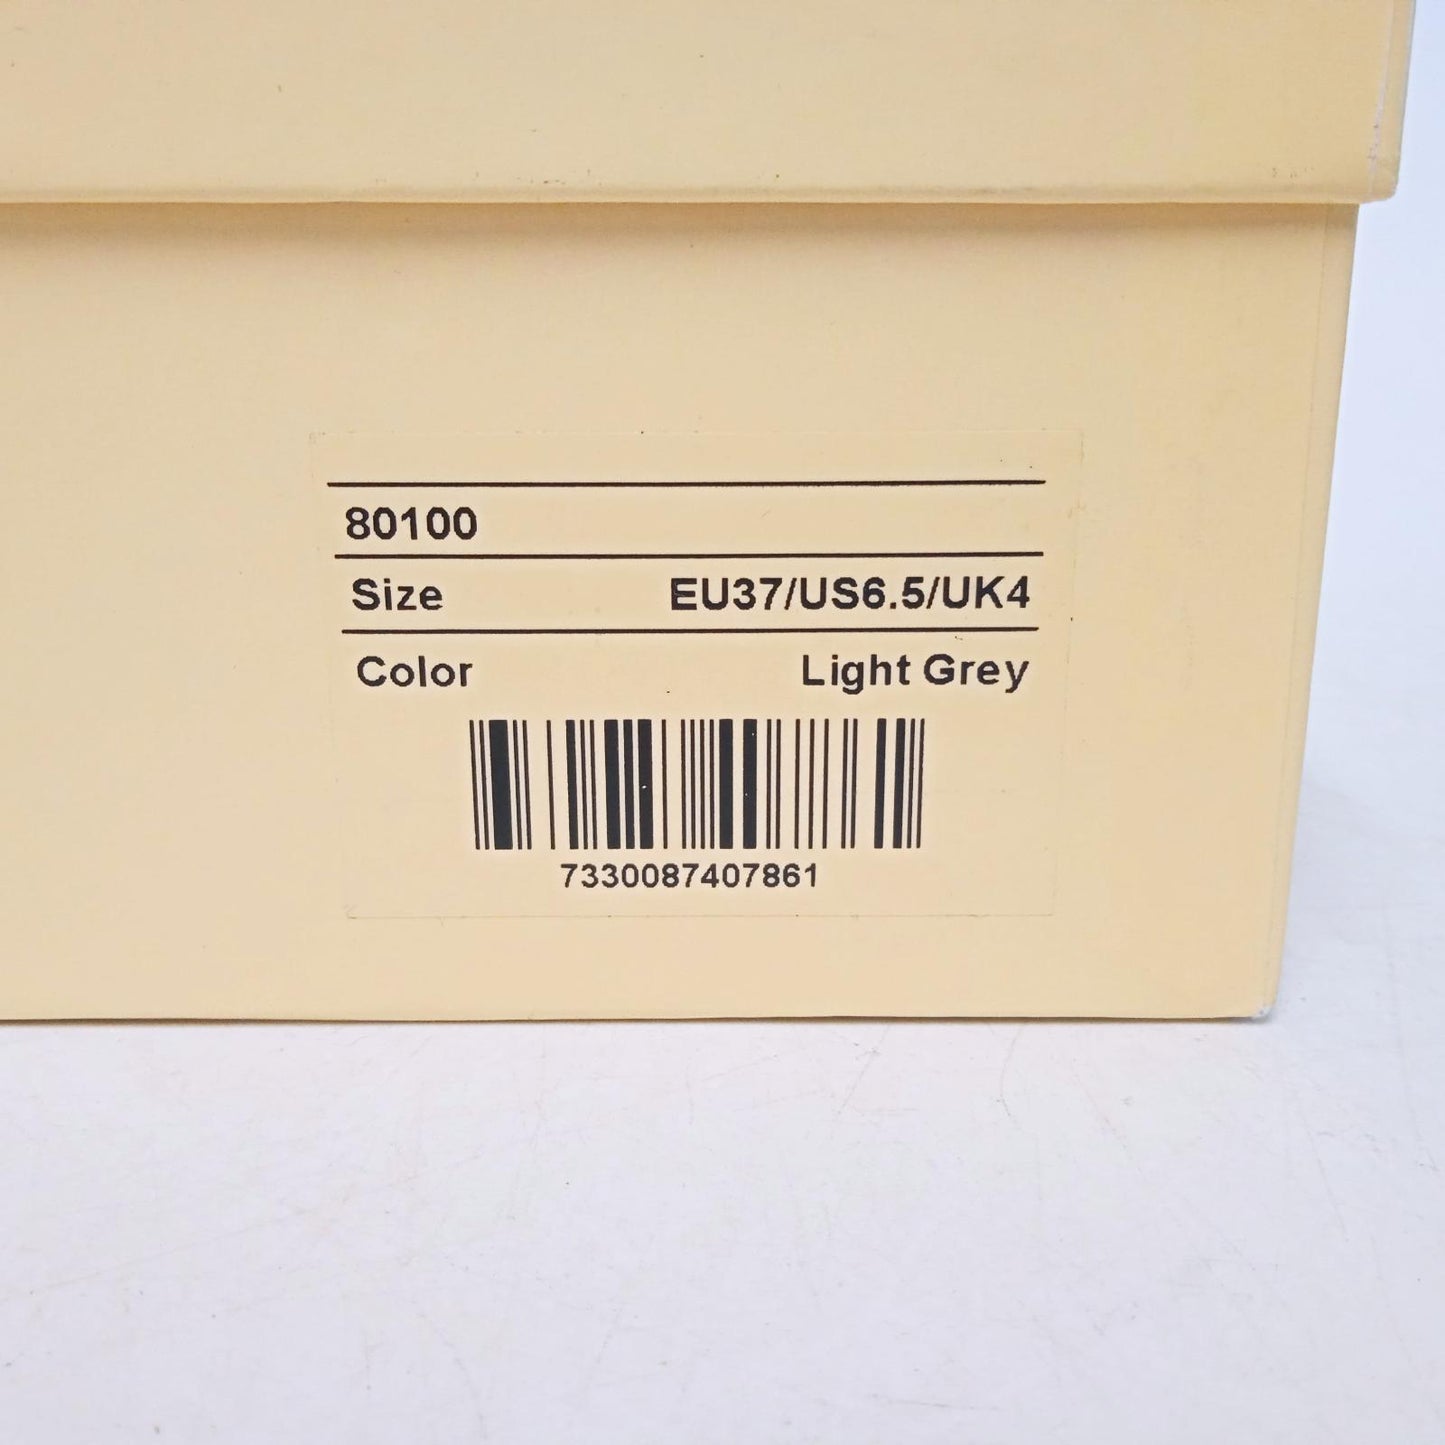 80100
Size EU37/US6.5/UK4
Color Light Grey
7330087407861